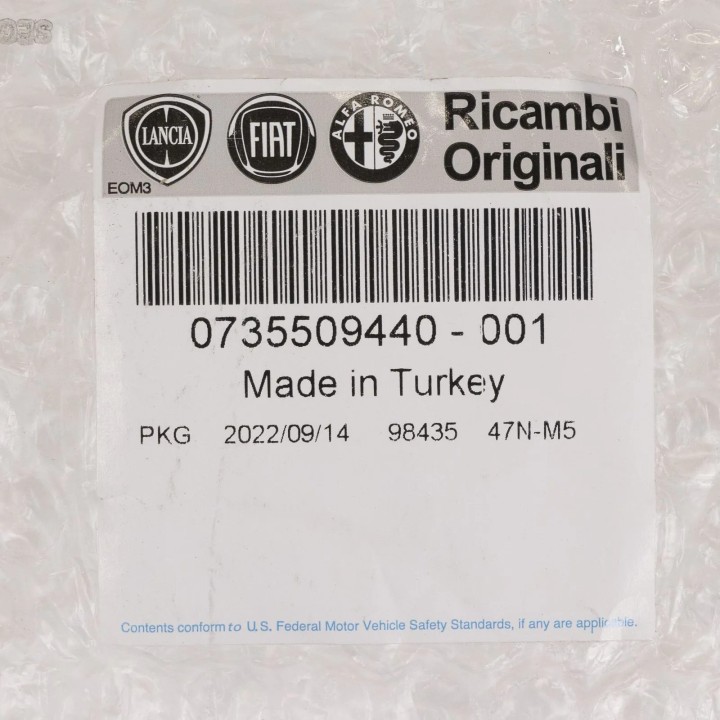 LANCIA
FIAT
ALFA ROMEO
Ricambi
Originali
EOM3
0735509440 - 001
Made in Turkey
PKG 2022/09/14 98435 47N-M5
Contents conform to U.S. Federal Motor Vehicle Safety Standards, if any are applicable.